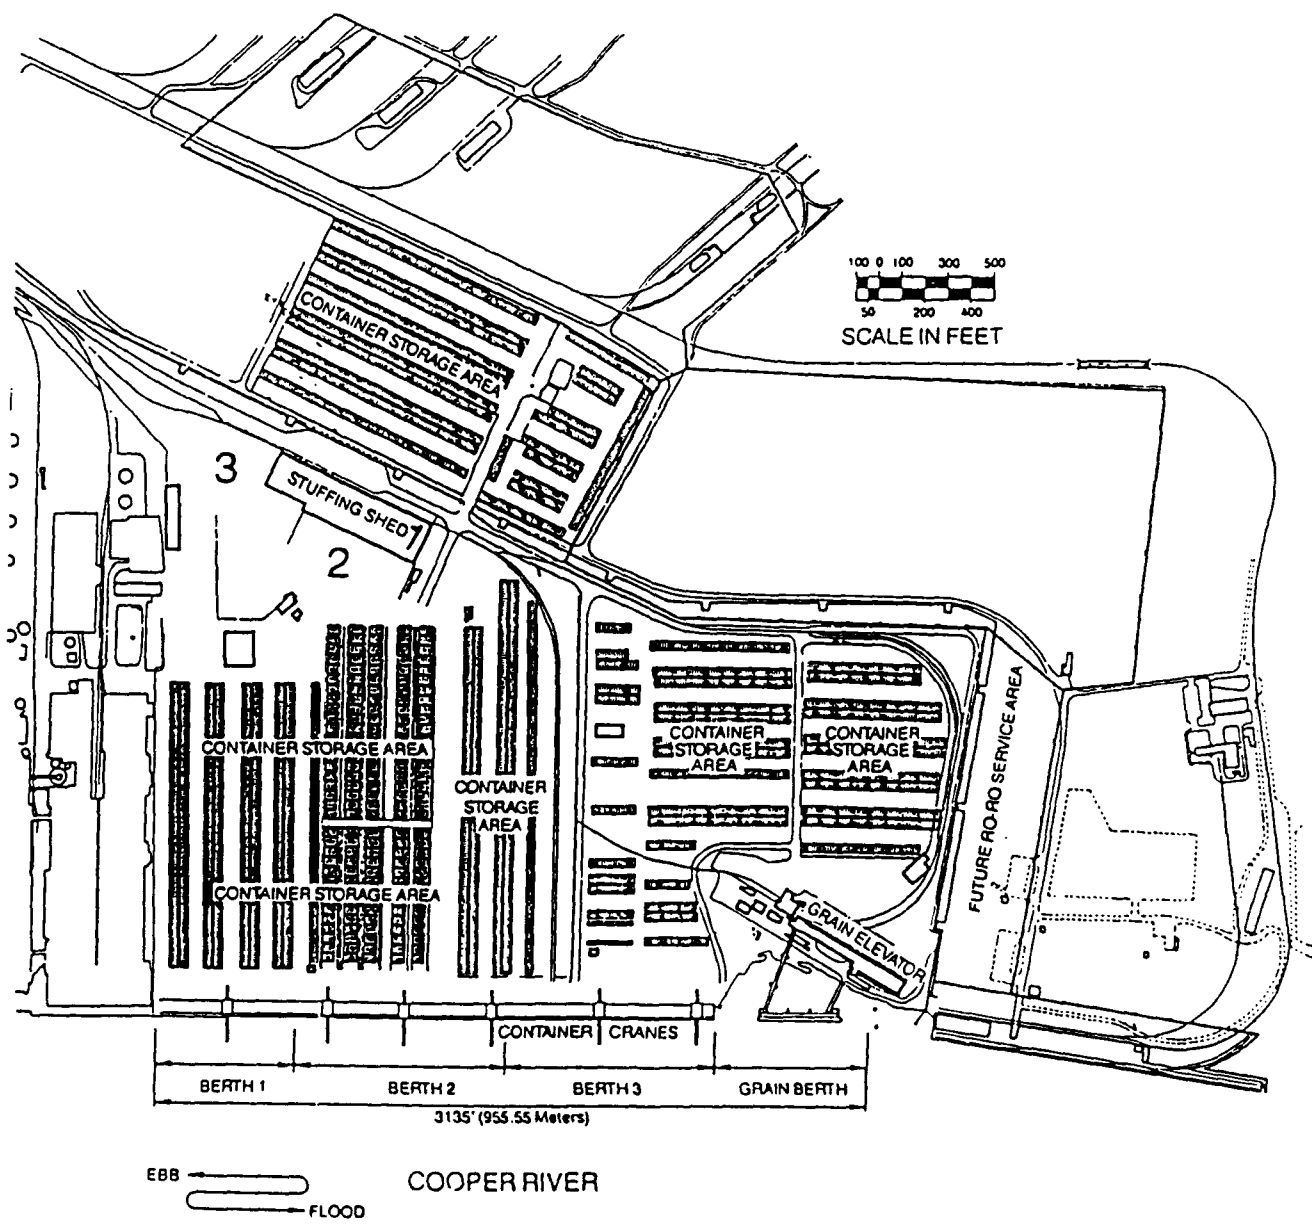 100 0 100 300 500
50 200 400
SCALE IN FEET
CONTAINER STORAGE AREA
3
STUFFING SHED 1
2
CONTAINER STORAGE AREA
CONTAINER
STORAGE
AREA
CONTAINER
STORAGE
AREA
CONTAINER
STORAGE
AREA
FUTURE RO-RO SERVICE AREA
CONTAINER STORAGE AREA
GRAIN ELEVATOR
CONTAINER CRANES
BERTH 1
BERTH 2
BERTH 3
GRAIN BERTH
3135' (955.55 Meters)
EBB
COOPER RIVER
FLOOD